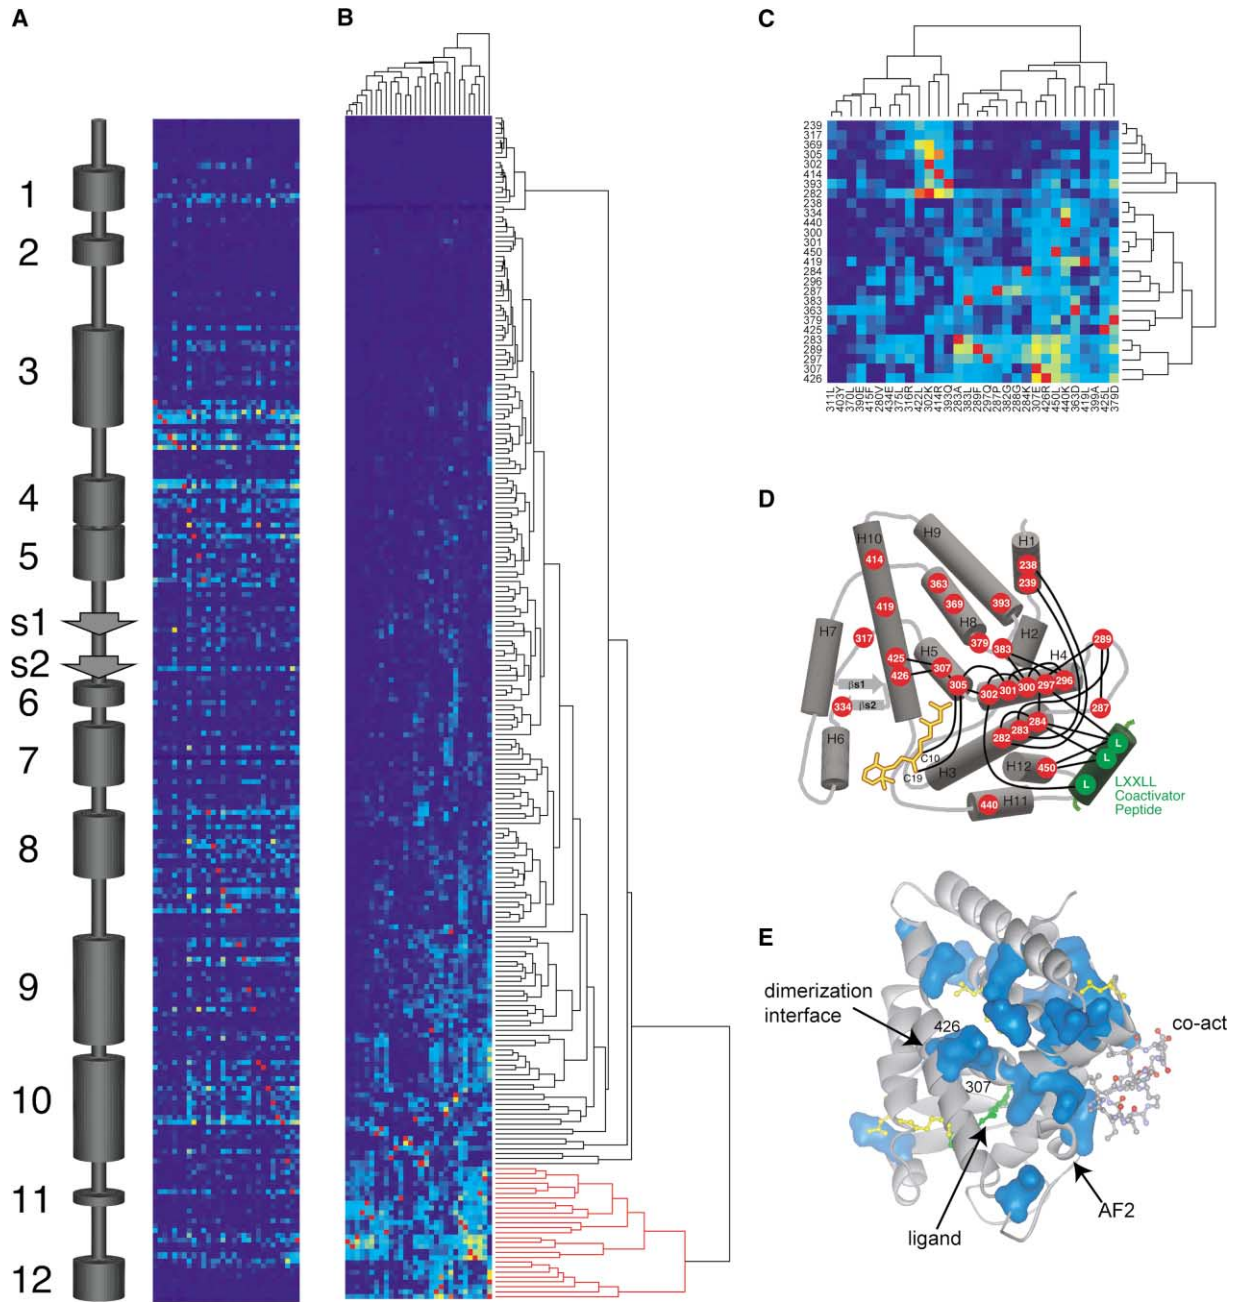 A
B
C
1
2
3
4
5
s1
s2
6
7
8
9
10
11
12
239
317
369
305
302
414
393
282
238
334
440
300
301
450
419
284
296
287
383
363
379
425
283
289
297
307
426
311L
403Y
370L
390E
415F
280V
434E
375L
316R
422L
302K
414R
393Q
283A
383L
289F
297Q
287P
382G
288G
284K
307E
426R
450L
440K
363D
419L
399A
425L
379D
D
H10
H9
H1
414
238
239
363
369
393
H8
H2
419
H7
317
379
383
289
H5
H4
425
307
426
305
302
301
300
297
296
βs1
βs2
334
287
284
283
282
H6
C10
C19
H3
H12
450
L
L
L
LXXLL
Coactivator
Peptide
440
H11
E
dimerization
interface
426
co-act
307
ligand
AF2